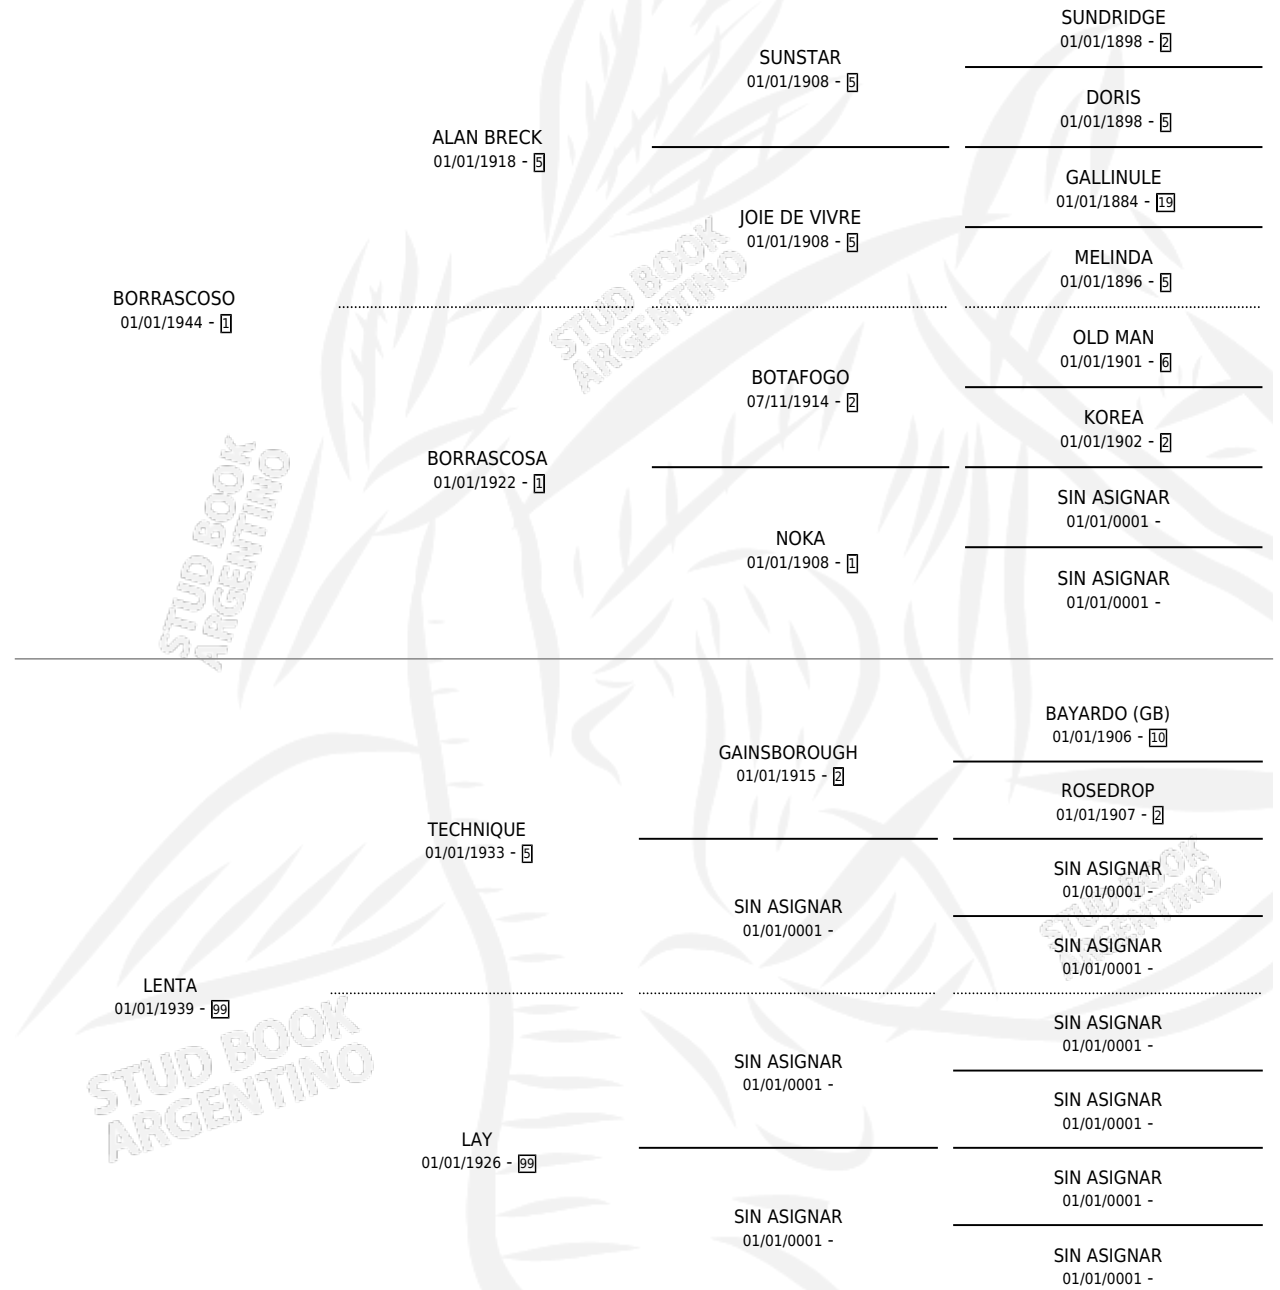 SUNDRIDGE
01/01/1898 - 2
SUNSTAR
01/01/1908 - 5
DORIS
01/01/1898 - 5
ALAN BRECK
01/01/1918 - 5
GALLINULE
01/01/1884 - 19
JOIE DE VIVRE
01/01/1908 - 5
MELINDA
01/01/1896 - 5
BORRASCOSO
01/01/1944 - 1
STUD BOOK
ARGENTINO
OLD MAN
01/01/1901 - 6
BOTAFOGO
07/11/1914 - 2
KOREA
01/01/1902 - 2
BORRASCOSA
01/01/1922 - 1
SIN ASIGNAR
01/01/0001 -
NOKA
01/01/1908 - 1
SIN ASIGNAR
01/01/0001 -
STUD BOOK
ARGENTINO
BAYARDO (GB)
01/01/1906 - 10
GAINSBOROUGH
01/01/1915 - 2
ROSEDROP
01/01/1907 - 2
TECHNIQUE
01/01/1933 - 5
SIN ASIGNAR
01/01/0001 -
SIN ASIGNAR
01/01/0001 -
STUD BOOK
ARGENTINO
SIN ASIGNAR
01/01/0001 -
LENTA
01/01/1939 - 99
SIN ASIGNAR
01/01/0001 -
SIN ASIGNAR
01/01/0001 -
STUD BOOK
ARGENTINO
SIN ASIGNAR
01/01/0001 -
LAY
01/01/1926 - 99
SIN ASIGNAR
01/01/0001 -
SIN ASIGNAR
01/01/0001 -
SIN ASIGNAR
01/01/0001 -